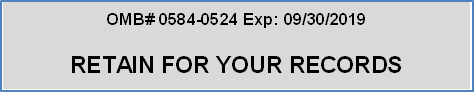 OMB# 0584-0524 Exp: 09/30/2019
RETAIN FOR YOUR RECORDS